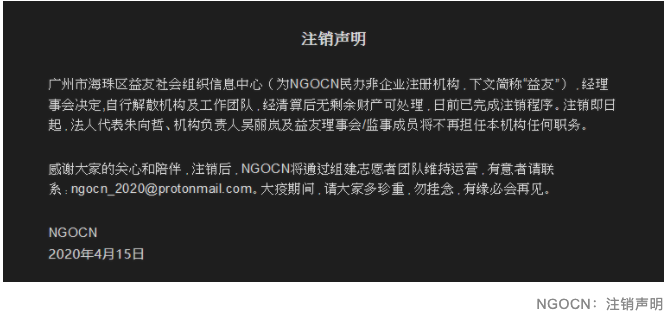 注销声明
广州市海珠区益友社会组织信息中心（为NGOCN民办非企业注册机构，下文简称“益友”），经理
事会决定,自行解散机构及工作团队，经清算后无剩余财产可处理，日前已完成注销程序。注销即日
起，法人代表朱向哲、机构负责人吴丽岚及益友理事会/监事成员将不再担任本机构任何职务。
感谢大家的关心和陪伴，注销后，NGOCN将通过组建志愿者团队维持运营，有意者请联
系：ngocn_2020@protonmail.com。大疫期间，请大家多珍重，勿挂念，有缘必会再见。
NGOCN
2020年4月15日
NGOCN：注销声明